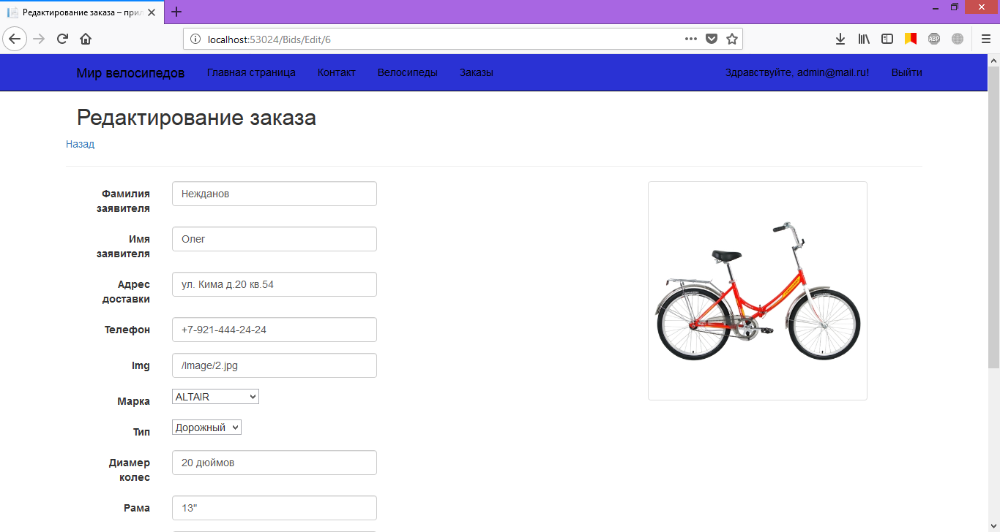 Редактирование заказа – прил
localhost:53024/Bids/Edit/6
ABP
Мир велосипедов Главная страница Контакт Велосипеды Заказы Здравствуйте, admin@mail.ru! Выйти
Редактирование заказа
Назад
Фамилия
заявителя
Нежданов
Имя
заявителя
Олег
Адрес
доставки
ул. Кима д.20 кв.54
Телефон
+7-921-444-24-24
Img
/Image/2.jpg
Марка
ALTAIR
Тип
Дорожный
Диамер
колес
20 дюймов
Рама
13"